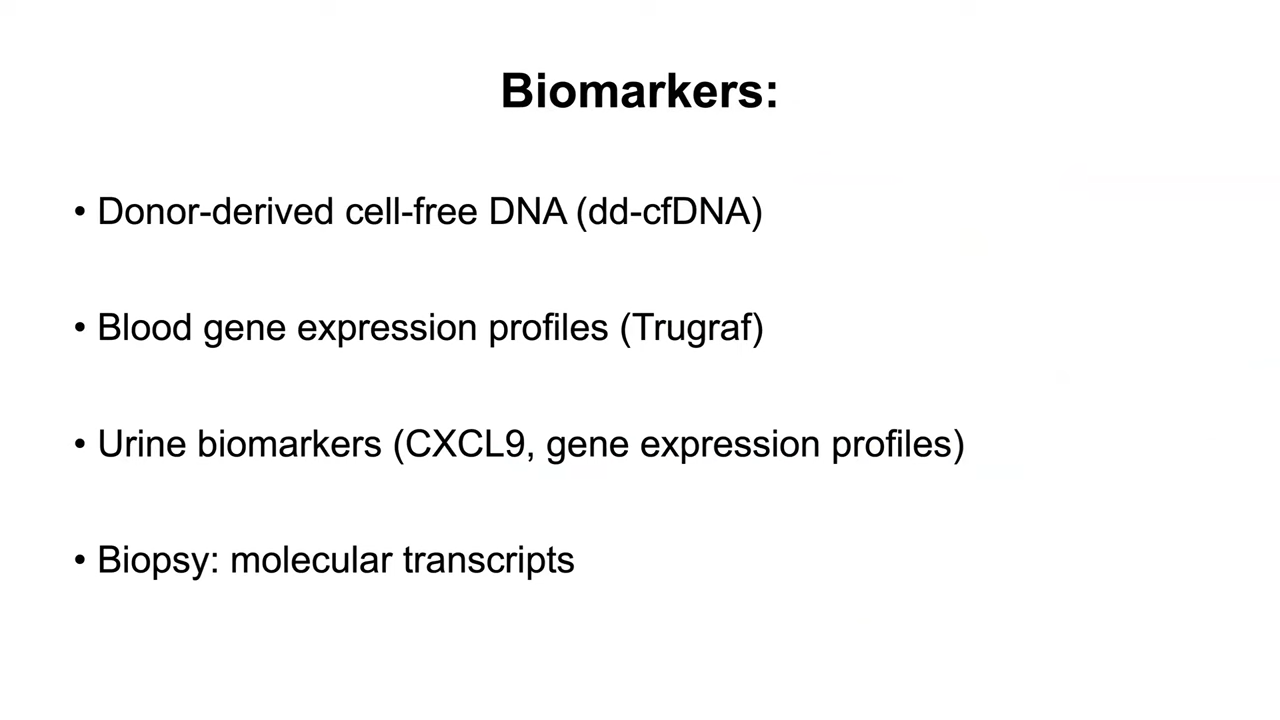 Biomarkers:
• Donor-derived cell-free DNA (dd-cfDNA)
• Blood gene expression profiles (Trugraf)
• Urine biomarkers (CXCL9, gene expression profiles)
• Biopsy: molecular transcripts